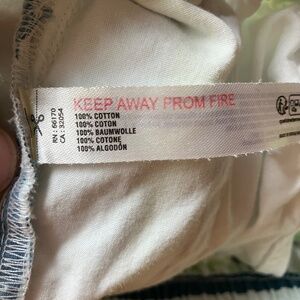 KEEP AWAY FROM FIRE
RN : 66170
CA : 32054
100% COTTON
100% COTON
100% BAUMWOLLE
100% COTONE
100% ALGODÓN